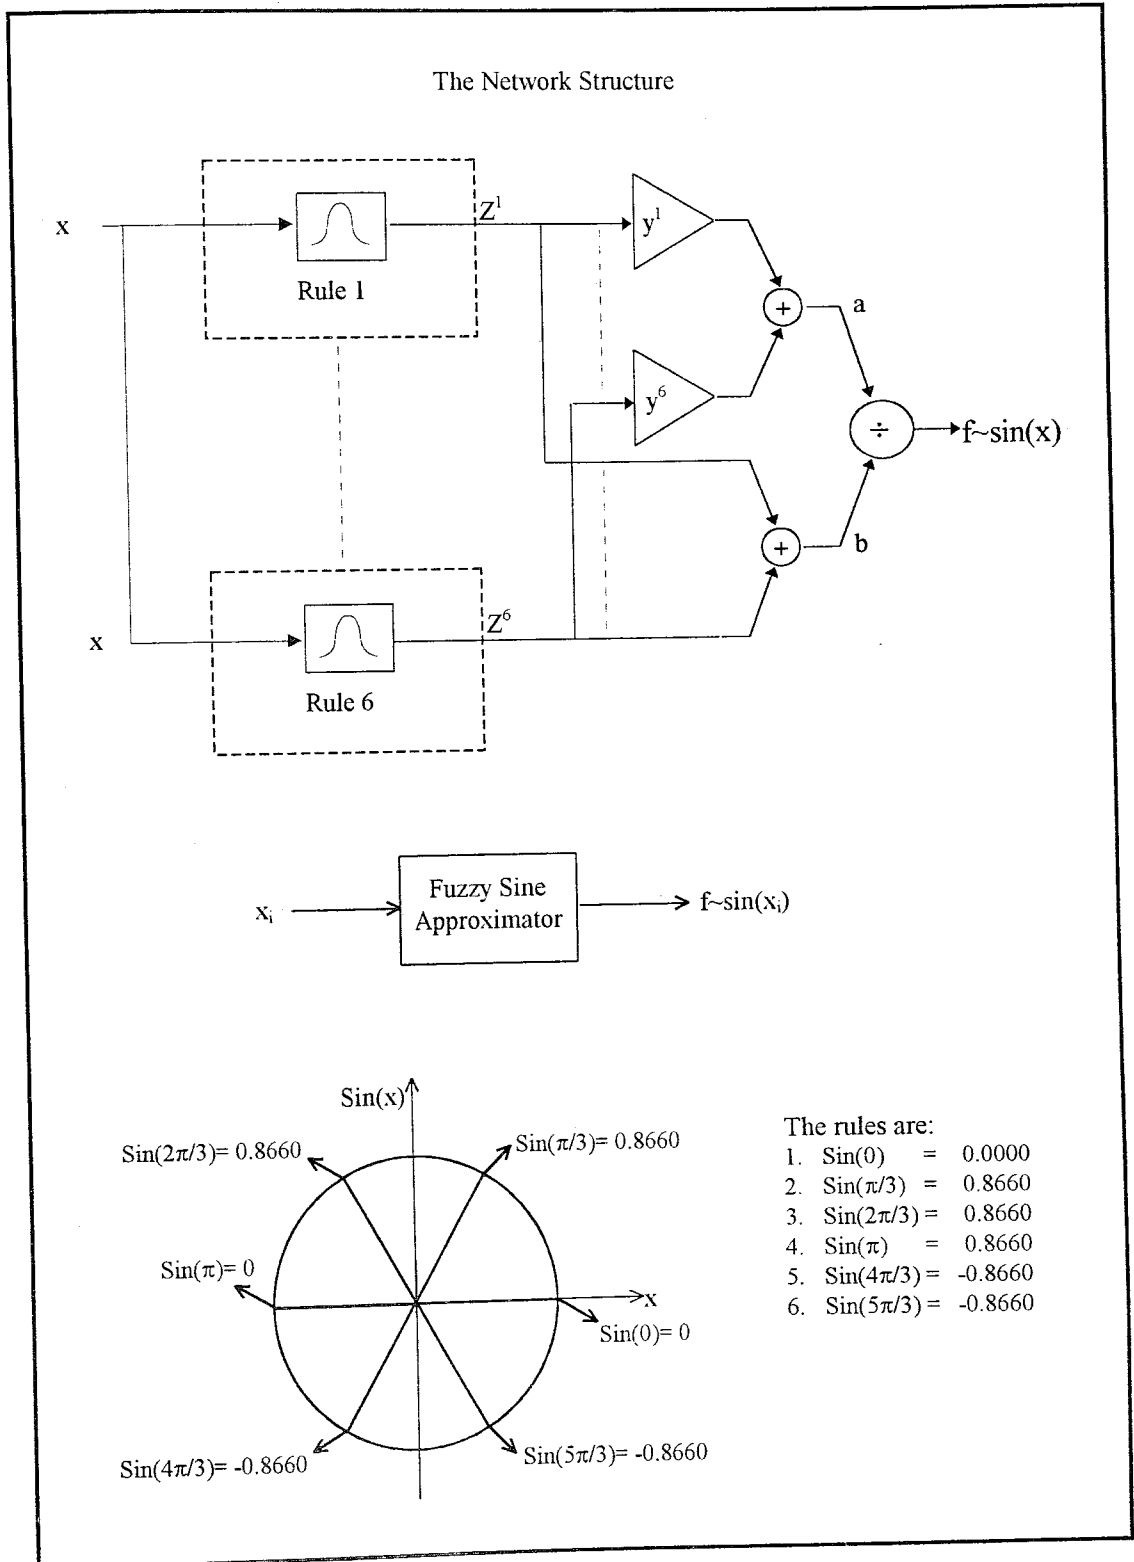 The Network Structure
x
Z¹
y¹
Rule 1
+
a
y⁶
÷
f~sin(x)
+
b
x
Z⁶
Rule 6
xᵢ
Fuzzy Sine
Approximator
f~sin(xᵢ)
Sin(x)
Sin(2π/3)= 0.8660
Sin(π/3)= 0.8660
Sin(π)= 0
x
Sin(0)= 0
Sin(4π/3)= -0.8660
Sin(5π/3)= -0.8660
The rules are:
1. Sin(0) = 0.0000
2. Sin(π/3) = 0.8660
3. Sin(2π/3) = 0.8660
4. Sin(π) = 0.8660
5. Sin(4π/3) = -0.8660
6. Sin(5π/3) = -0.8660